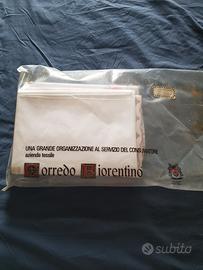 UNA GRANDE ORGANIZZAZIONE AL SERVIZIO DEL CONSUMATORE
azienda tessile
Corredo Fiorentino
subito